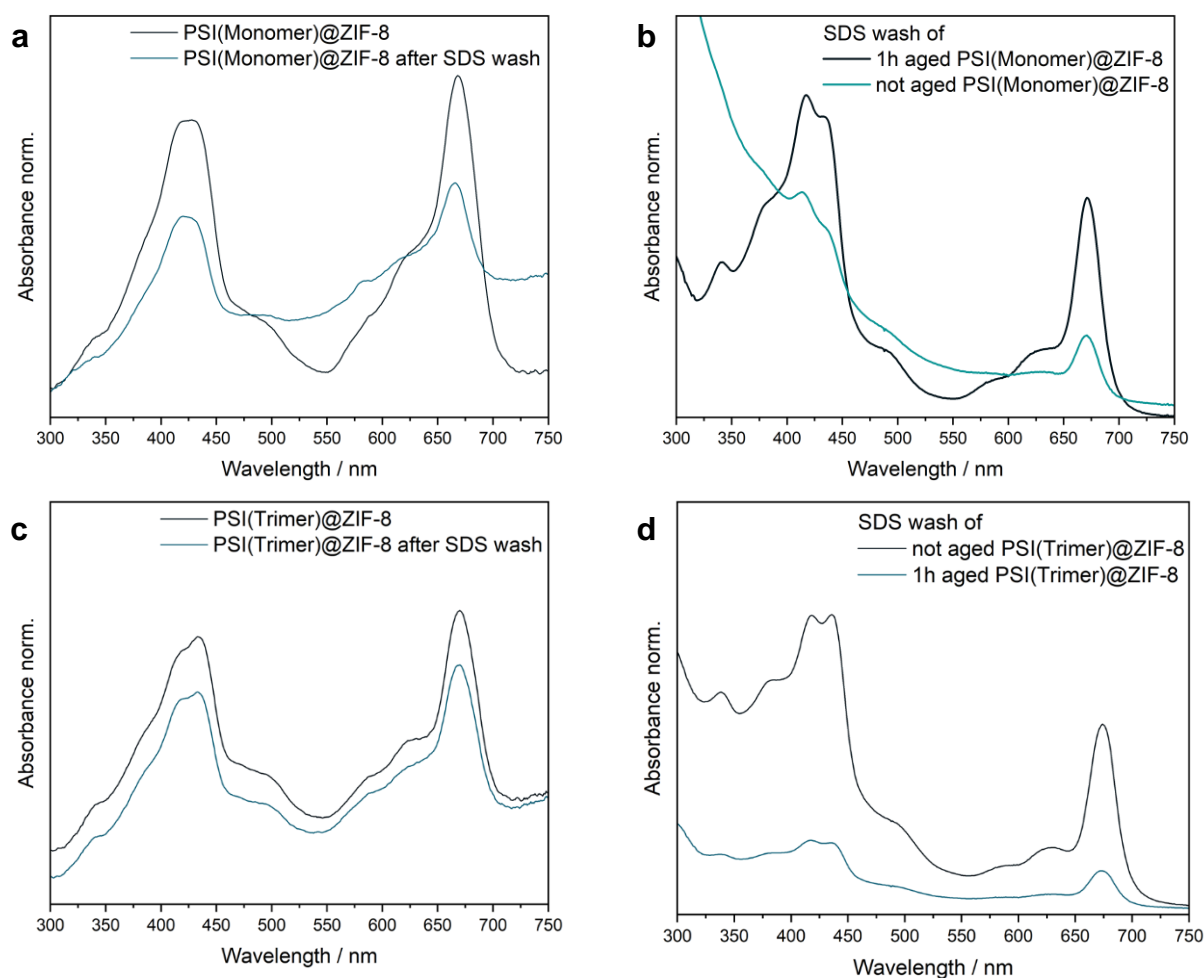 a
PSI(Monomer)@ZIF-8
PSI(Monomer)@ZIF-8 after SDS wash
Absorbance norm.
300 350 400 450 500 550 600 650 700 750
Wavelength / nm
b
SDS wash of
1h aged PSI(Monomer)@ZIF-8
not aged PSI(Monomer)@ZIF-8
Absorbance norm.
300 350 400 450 500 550 600 650 700 750
Wavelength / nm
c
PSI(Trimer)@ZIF-8
PSI(Trimer)@ZIF-8 after SDS wash
Absorbance norm.
300 350 400 450 500 550 600 650 700 750
Wavelength / nm
d
SDS wash of
not aged PSI(Trimer)@ZIF-8
1h aged PSI(Trimer)@ZIF-8
Absorbance norm.
300 350 400 450 500 550 600 650 700 750
Wavelength / nm